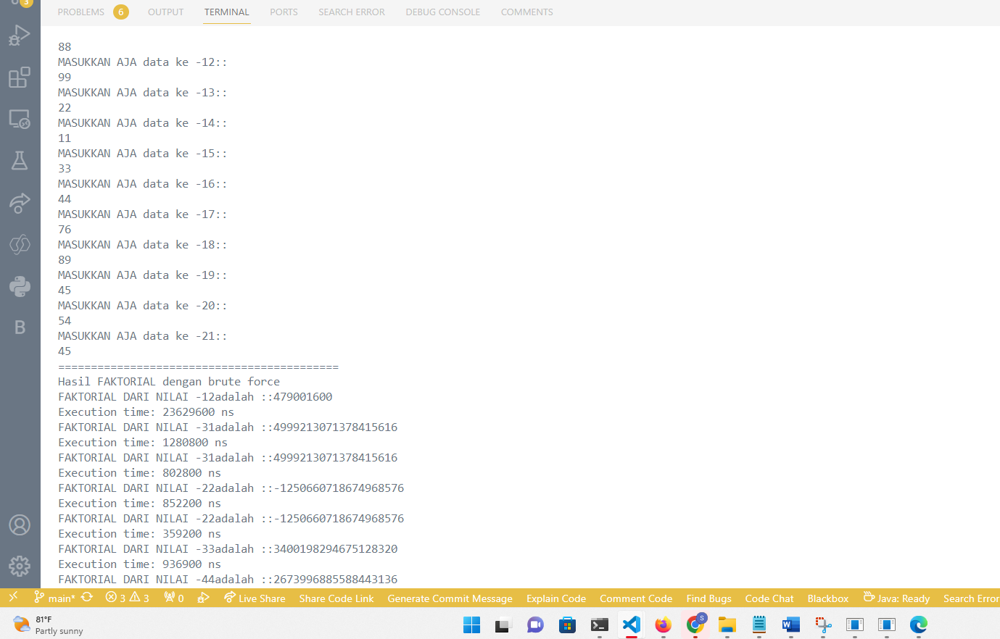 3
PROBLEMS 6 OUTPUT TERMINAL PORTS SEARCH ERROR DEBUG CONSOLE COMMENTS
88
MASUKKAN AJA data ke -12::
99
MASUKKAN AJA data ke -13::
22
MASUKKAN AJA data ke -14::
11
MASUKKAN AJA data ke -15::
33
MASUKKAN AJA data ke -16::
44
MASUKKAN AJA data ke -17::
76
MASUKKAN AJA data ke -18::
89
MASUKKAN AJA data ke -19::
45
MASUKKAN AJA data ke -20::
54
MASUKKAN AJA data ke -21::
45
===========================================
Hasil FAKTORIAL dengan brute force
FAKTORIAL DARI NILAI -12adalah ::479001600
Execution time: 23629600 ns
FAKTORIAL DARI NILAI -31adalah ::4999213071378415616
Execution time: 1280800 ns
FAKTORIAL DARI NILAI -31adalah ::4999213071378415616
Execution time: 802800 ns
FAKTORIAL DARI NILAI -22adalah ::-1250660718674968576
Execution time: 852200 ns
FAKTORIAL DARI NILAI -22adalah ::-1250660718674968576
Execution time: 359200 ns
FAKTORIAL DARI NILAI -33adalah ::3400198294675128320
Execution time: 936900 ns
FAKTORIAL DARI NILAI -44adalah ::2673996885588443136
B
main* 3 3 0 Live Share Share Code Link Generate Commit Message Explain Code Comment Code Find Bugs Code Chat Blackbox Java: Ready Search Error
81°F
Partly sunny
S